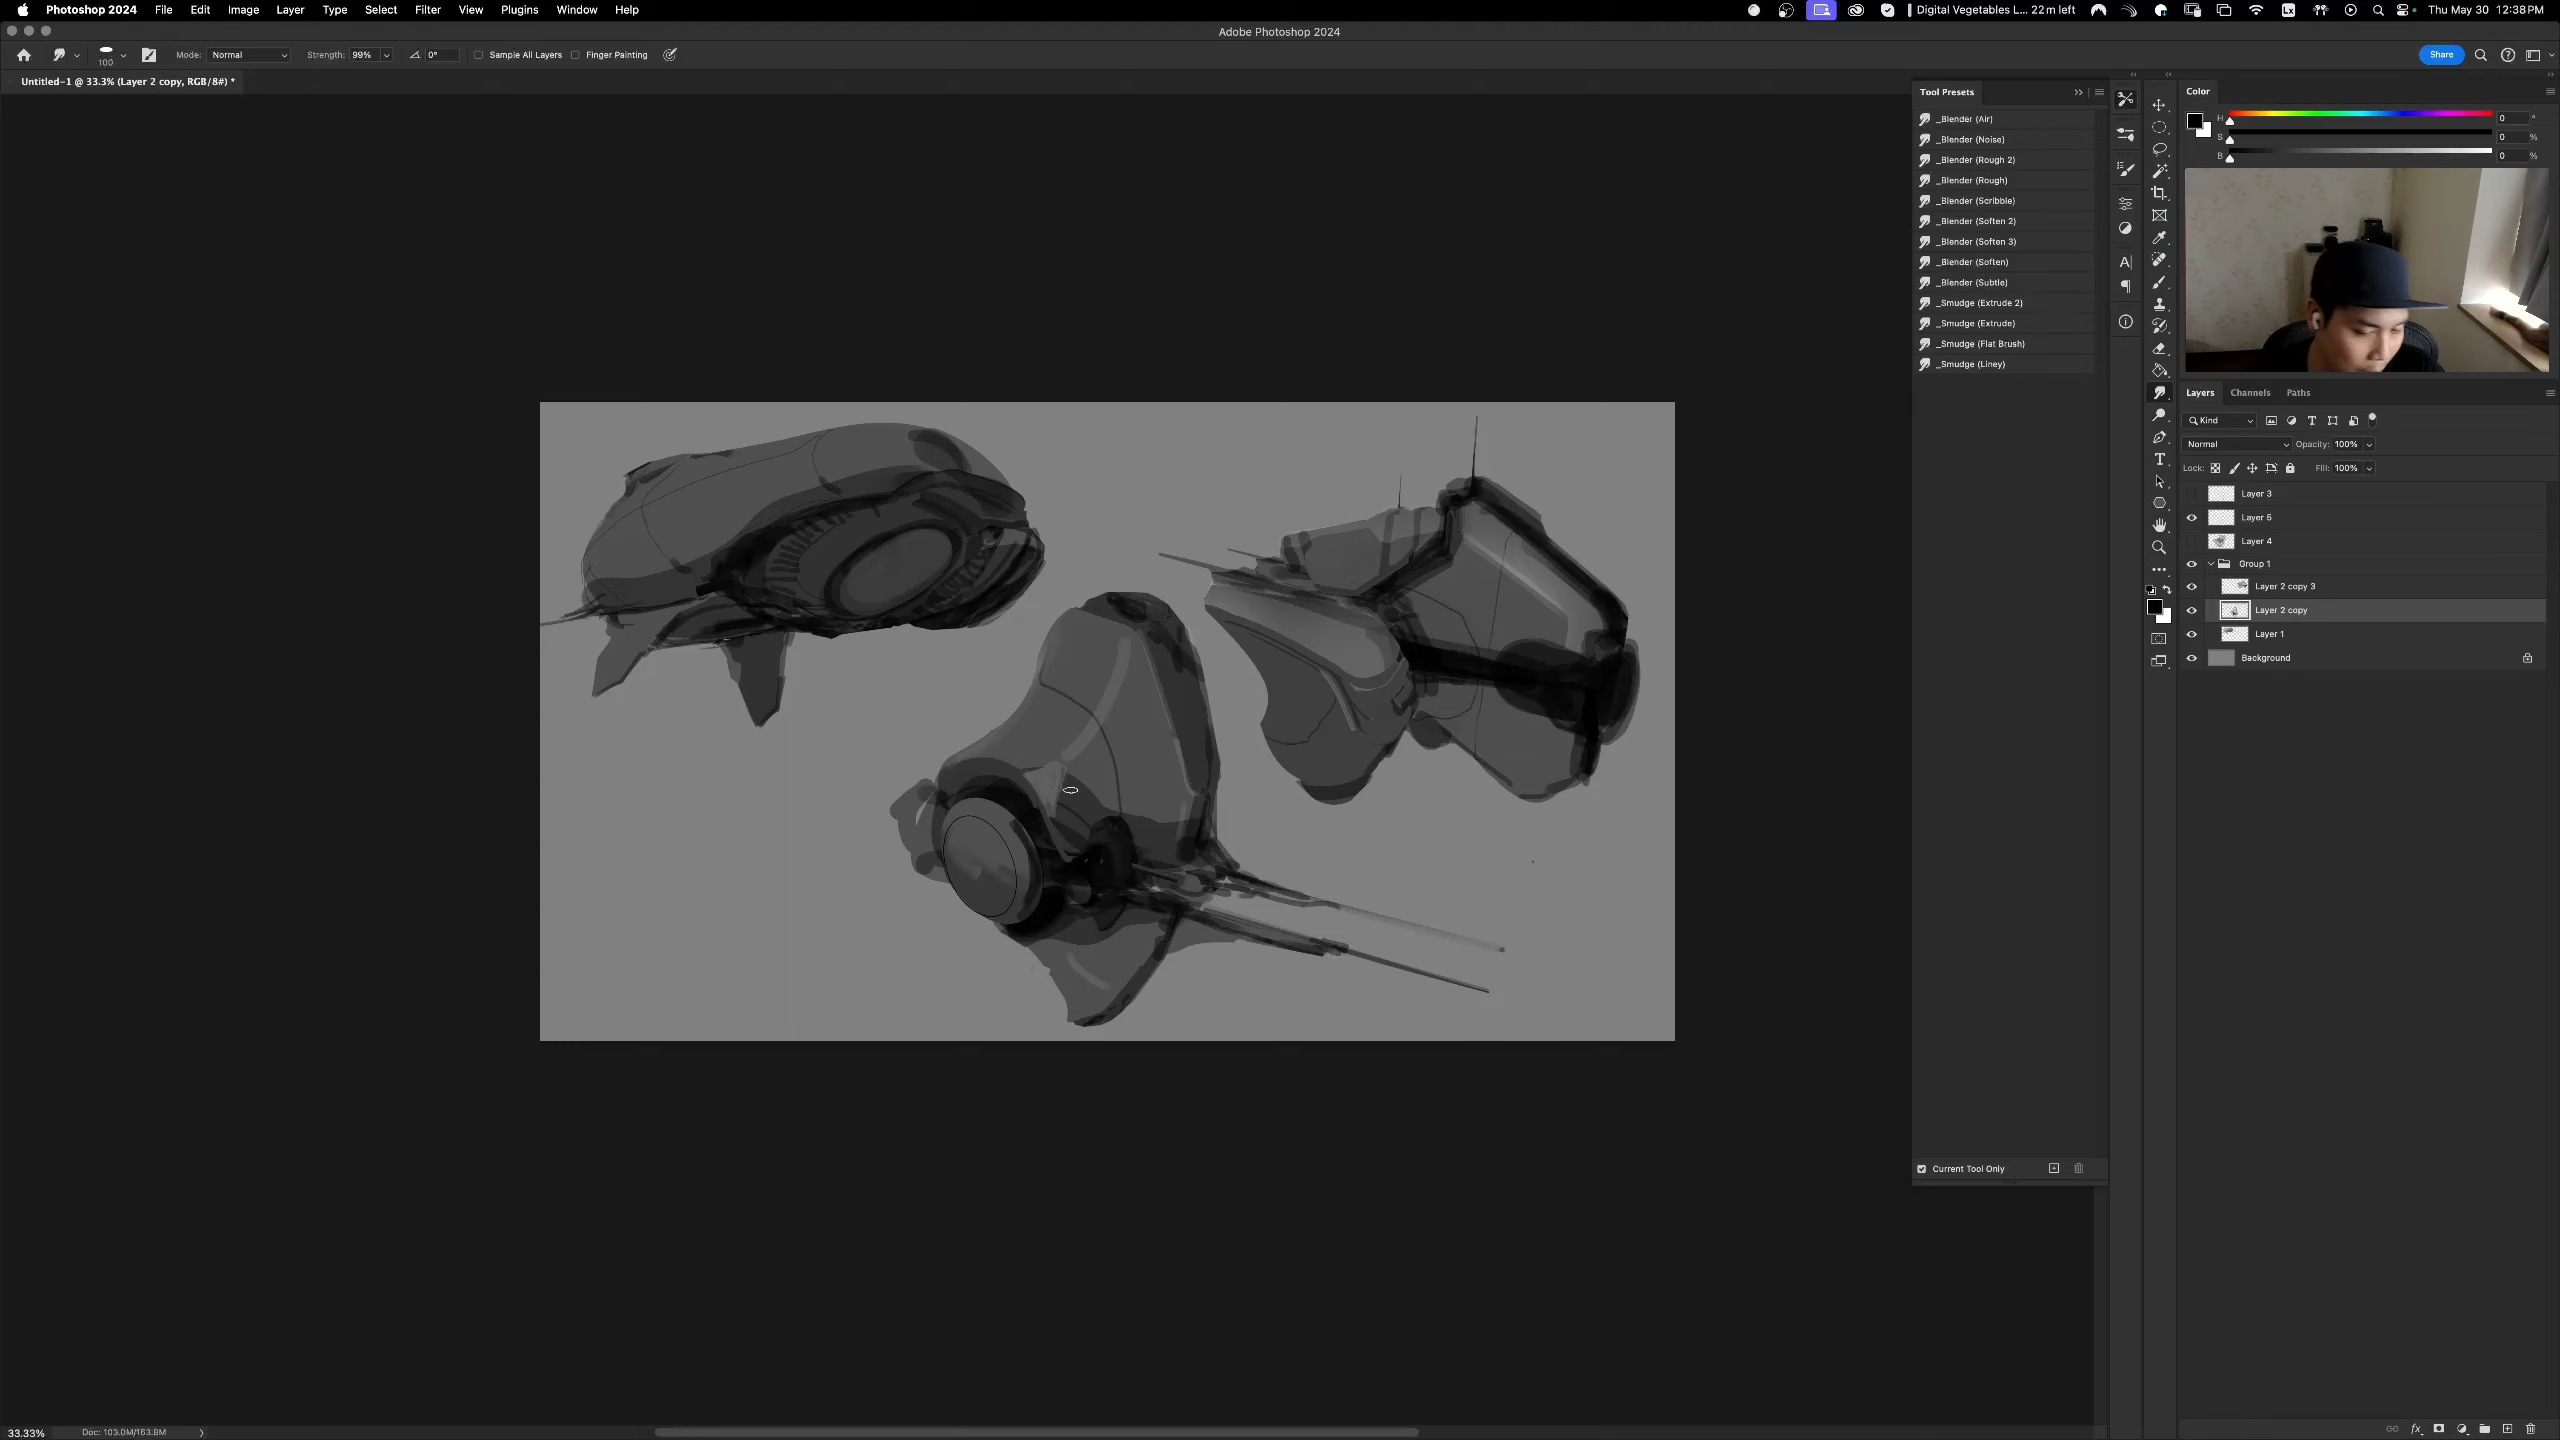 Photoshop 2024 File Edit Image Layer Type Select Filter View Plugins Window Help Digital Vegetables L... 22m left Thu May 30 12:38 PM
Adobe Photoshop 2024
100 Mode: Normal Strength: 99% 0° Sample All Layers Finger Painting Share
Untitled-1 @ 33.3% (Layer 2 copy, RGB/8#) *
Tool Presets
_Blender (Air)
_Blender (Noise)
_Blender (Rough 2)
_Blender (Rough)
_Blender (Scribble)
_Blender (Soften 2)
_Blender (Soften 3)
_Blender (Soften)
_Blender (Subtle)
_Smudge (Extrude 2)
_Smudge (Extrude)
_Smudge (Flat Brush)
_Smudge (Liney)
Current Tool Only
Color
H 0 °
S 0 %
B 0 %
Layers Channels Paths
Kind
Normal Opacity: 100%
Lock: Fill: 100%
Layer 3
Layer 5
Layer 4
Group 1
Layer 2 copy 3
Layer 2 copy
Layer 1
Background
33.33% Doc: 103.0M/163.8M